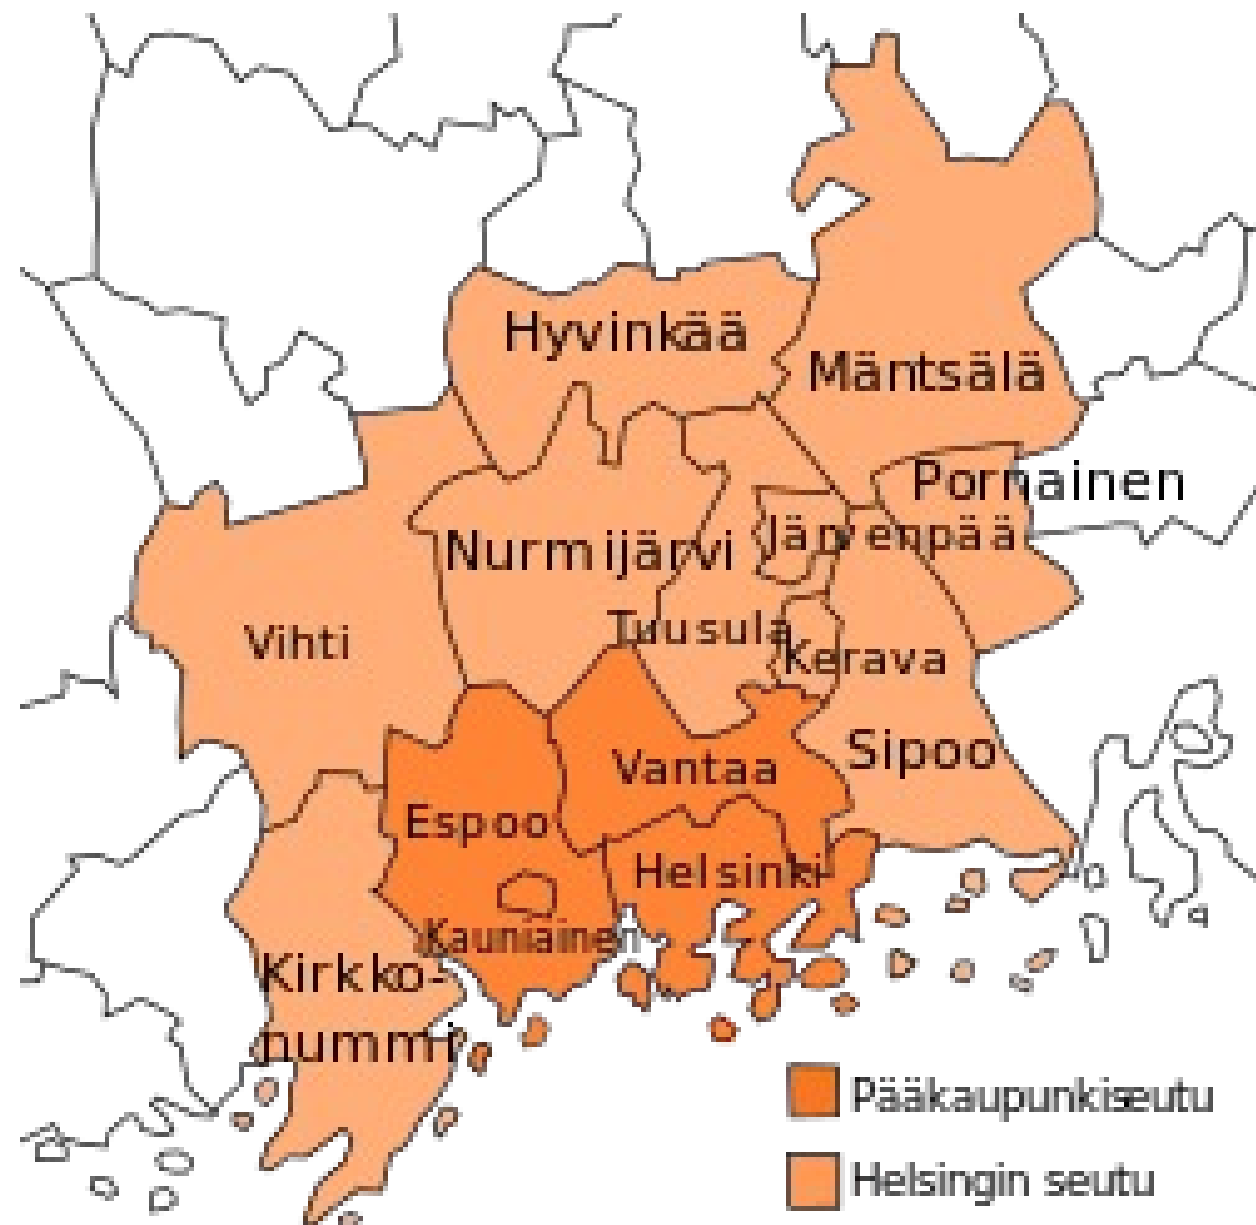 Hyvinkää
Mäntsälä
Pornainen
Järvenpää
Nurmijärvi
Tuusula
Vihti
Kerava
Sipoo
Vantaa
Espoo
Helsinki
Kauniainen
Kirkko-
nummi
Pääkaupunkiseutu
Helsingin seutu